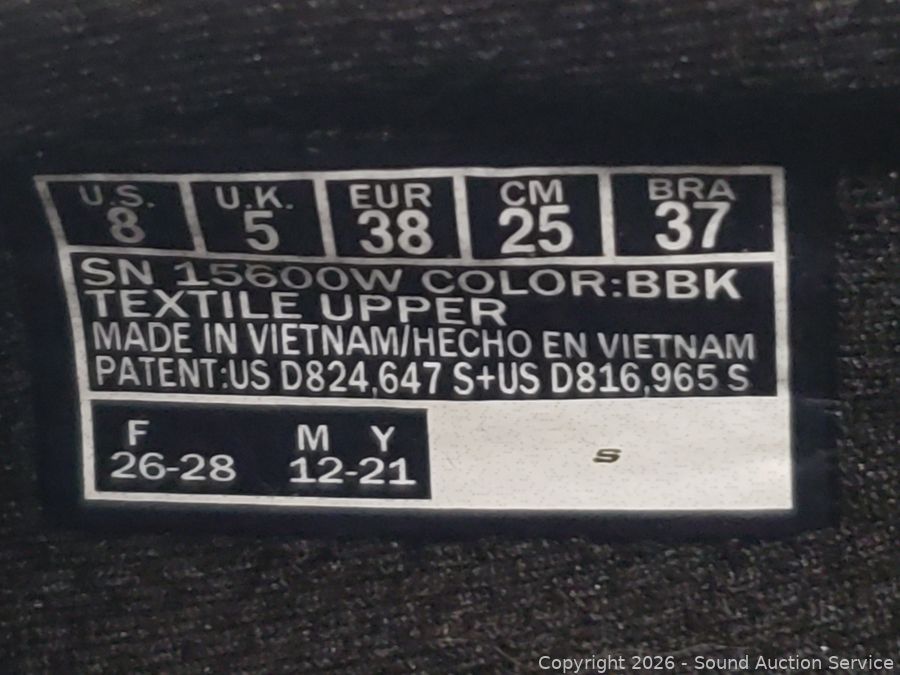 U.S. U.K. EUR CM BRA
8 5 38 25 37
SN 15600W COLOR:BBK
TEXTILE UPPER
MADE IN VIETNAM/HECHO EN VIETNAM
PATENT:US D824,647 S+US D816,965 S
F M Y
26-28 12-21
S
Copyright 2026 - Sound Auction Service